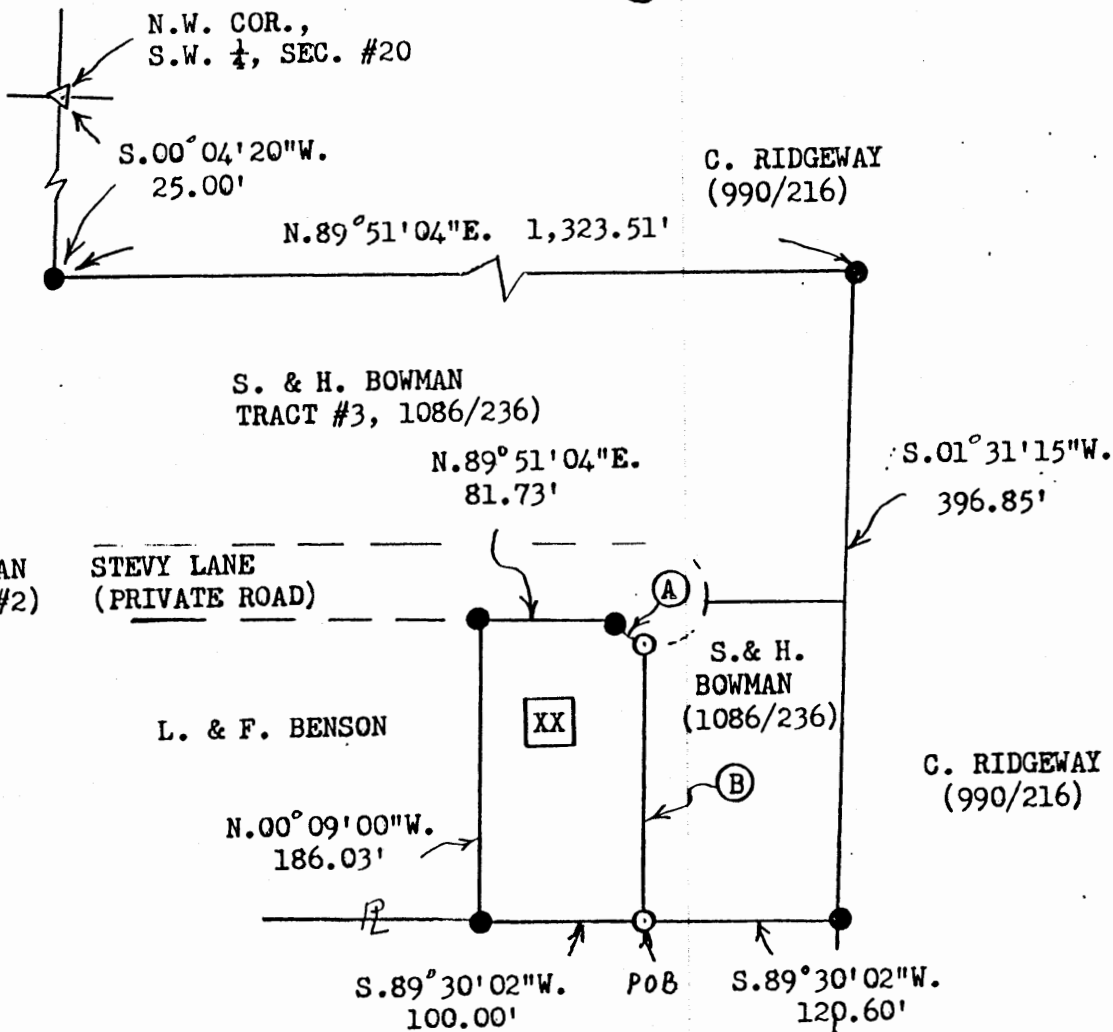 N.W. COR.,
S.W. ¼, SEC. #20
S.00°04'20"W.
25.00'
C. RIDGEWAY
(990/216)
N.89°51'04"E. 1,323.51'
S. & H. BOWMAN
TRACT #3, 1086/236)
N.89°51'04"E.
81.73'
S.01°31'15"W.
396.85'
AN
#2)
STEVY LANE
(PRIVATE ROAD)
A
S.& H.
BOWMAN
(1086/236)
XX
L. & F. BENSON
B
C. RIDGEWAY
(990/216)
N.00°09'00"W.
186.03'
PL
S.89°30'02"W.
100.00'
POB
S.89°30'02"W.
120.60'